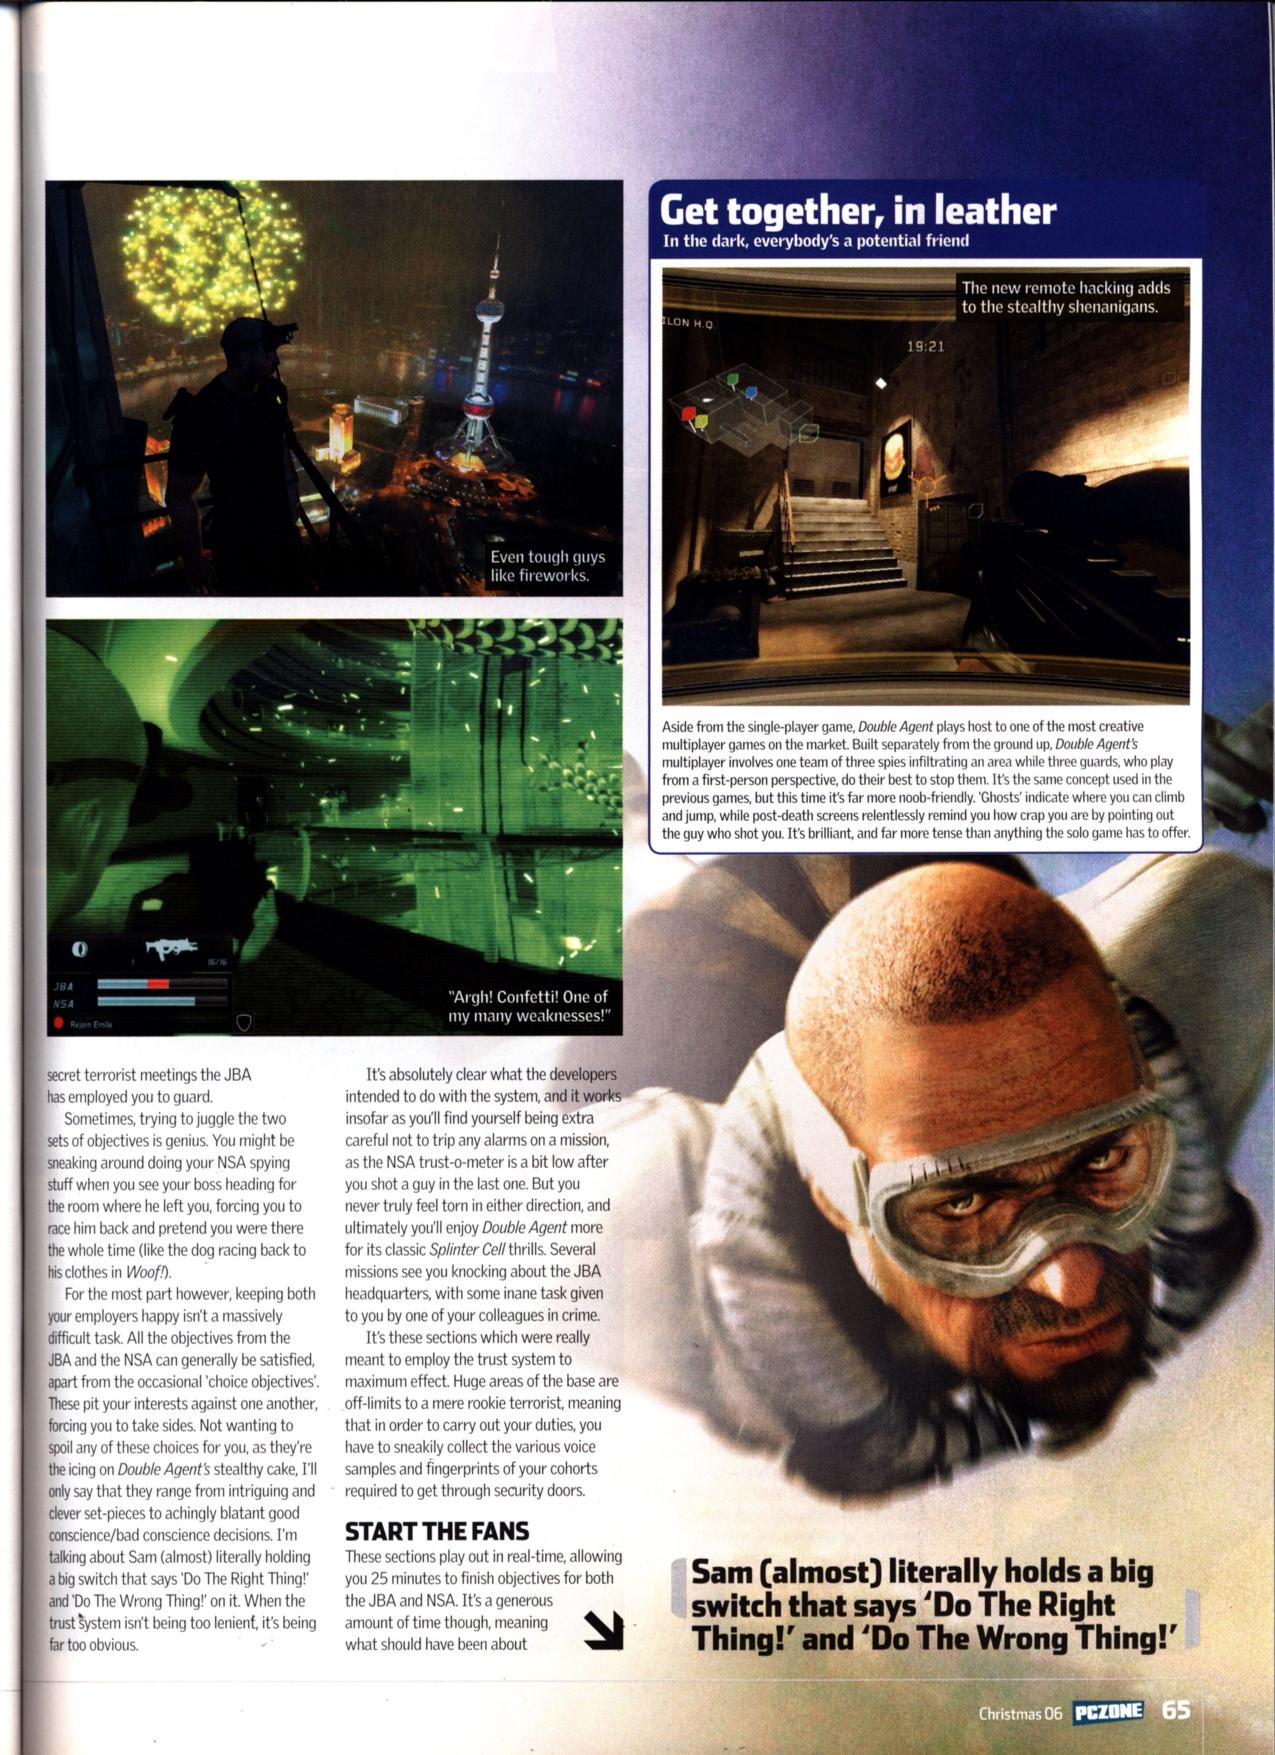 Even tough guys
like fireworks.
JBA
NSA
1
16/16
Rejoin Emile
"Argh! Confetti! One of
my many weaknesses!"
Get together, in leather
In the dark, everybody's a potential friend
The new remote hacking adds
to the stealthy shenanigans.
ILON H.Q.
19:21
Aside from the single-player game, Double Agent plays host to one of the most creative
multiplayer games on the market. Built separately from the ground up, Double Agent's
multiplayer involves one team of three spies infiltrating an area while three guards, who play
from a first-person perspective, do their best to stop them. It's the same concept used in the
previous games, but this time it's far more noob-friendly. 'Ghosts' indicate where you can climb
and jump, while post-death screens relentlessly remind you how crap you are by pointing out
the guy who shot you. It's brilliant, and far more tense than anything the solo game has to offer.
secret terrorist meetings the JBA
has employed you to guard.
Sometimes, trying to juggle the two
sets of objectives is genius. You might be
sneaking around doing your NSA spying
stuff when you see your boss heading for
the room where he left you, forcing you to
race him back and pretend you were there
the whole time (like the dog racing back to
his clothes in Woof!).
For the most part however, keeping both
your employers happy isn't a massively
difficult task. All the objectives from the
JBA and the NSA can generally be satisfied,
apart from the occasional 'choice objectives'.
These pit your interests against one another,
forcing you to take sides. Not wanting to
spoil any of these choices for you, as they're
the icing on Double Agent's stealthy cake, I'll
only say that they range from intriguing and
clever set-pieces to achingly blatant good
conscience/bad conscience decisions. I'm
talking about Sam (almost) literally holding
a big switch that says 'Do The Right Thing!'
and 'Do The Wrong Thing!' on it. When the
trust system isn't being too lenient, it's being
far too obvious.
It's absolutely clear what the developers
intended to do with the system, and it works
insofar as you'll find yourself being extra
careful not to trip any alarms on a mission,
as the NSA trust-o-meter is a bit low after
you shot a guy in the last one. But you
never truly feel torn in either direction, and
ultimately you'll enjoy Double Agent more
for its classic Splinter Cell thrills. Several
missions see you knocking about the JBA
headquarters, with some inane task given
to you by one of your colleagues in crime.
It's these sections which were really
meant to employ the trust system to
maximum effect. Huge areas of the base are
off-limits to a mere rookie terrorist, meaning
that in order to carry out your duties, you
have to sneakily collect the various voice
samples and fingerprints of your cohorts
required to get through security doors.
START THE FANS
These sections play out in real-time, allowing
you 25 minutes to finish objectives for both
the JBA and NSA. It's a generous
amount of time though, meaning
what should have been about
Sam (almost) literally holds a big
switch that says 'Do The Right
Thing!' and 'Do The Wrong Thing!'
Christmas 06 PCZONE 65